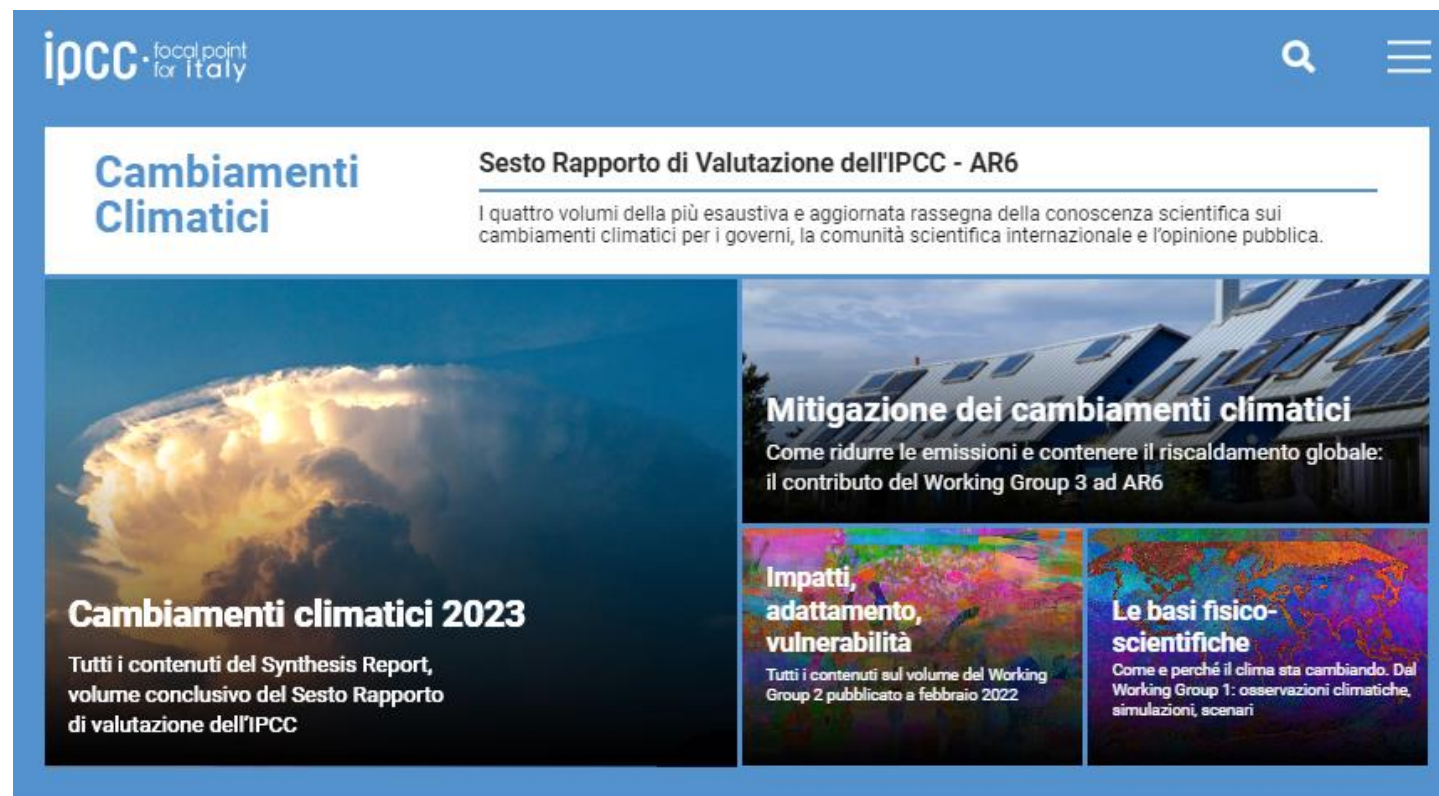 ipcc · focal point
for italy
Cambiamenti
Climatici
Sesto Rapporto di Valutazione dell'IPCC - AR6
I quattro volumi della più esaustiva e aggiornata rassegna della conoscenza scientifica sui
cambiamenti climatici per i governi, la comunità scientifica internazionale e l'opinione pubblica.
Cambiamenti climatici 2023
Tutti i contenuti del Synthesis Report,
volume conclusivo del Sesto Rapporto
di valutazione dell'IPCC
Mitigazione dei cambiamenti climatici
Come ridurre le emissioni e contenere il riscaldamento globale:
il contributo del Working Group 3 ad AR6
Impatti,
adattamento,
vulnerabilità
Tutti i contenuti sul volume del Working
Group 2 pubblicato a febbraio 2022
Le basi fisico-
scientifiche
Come e perché il clima sta cambiando. Dal
Working Group 1: osservazioni climatiche,
simulazioni, scenari